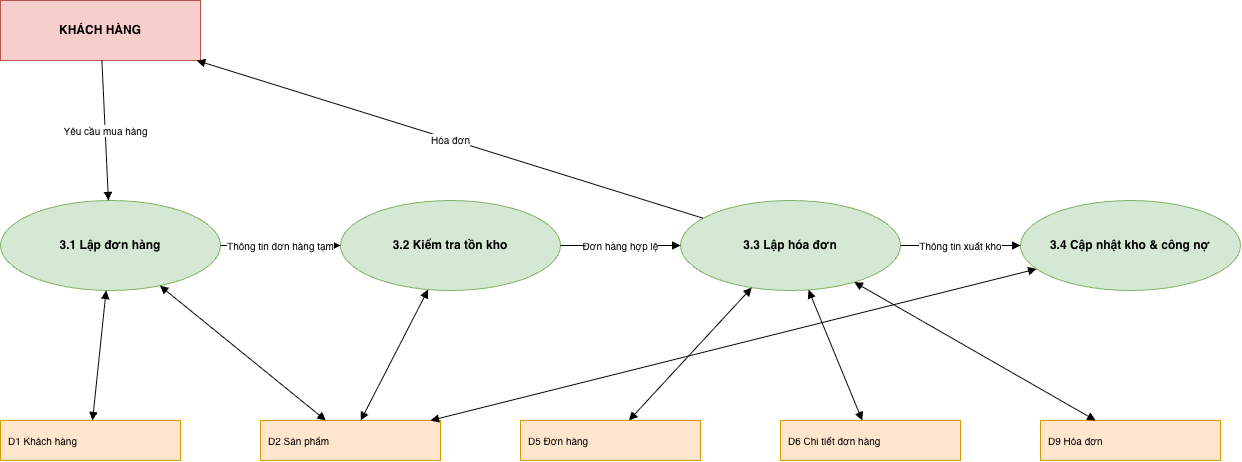 KHÁCH HÀNG
Yêu cầu mua hàng
Hóa đơn
3.1 Lập đơn hàng
Thông tin đơn hàng tạm
3.2 Kiểm tra tồn kho
Đơn hàng hợp lệ
3.3 Lập hóa đơn
Thông tin xuất kho
3.4 Cập nhật kho & công nợ
D1 Khách hàng
D2 Sản phẩm
D5 Đơn hàng
D6 Chi tiết đơn hàng
D9 Hóa đơn